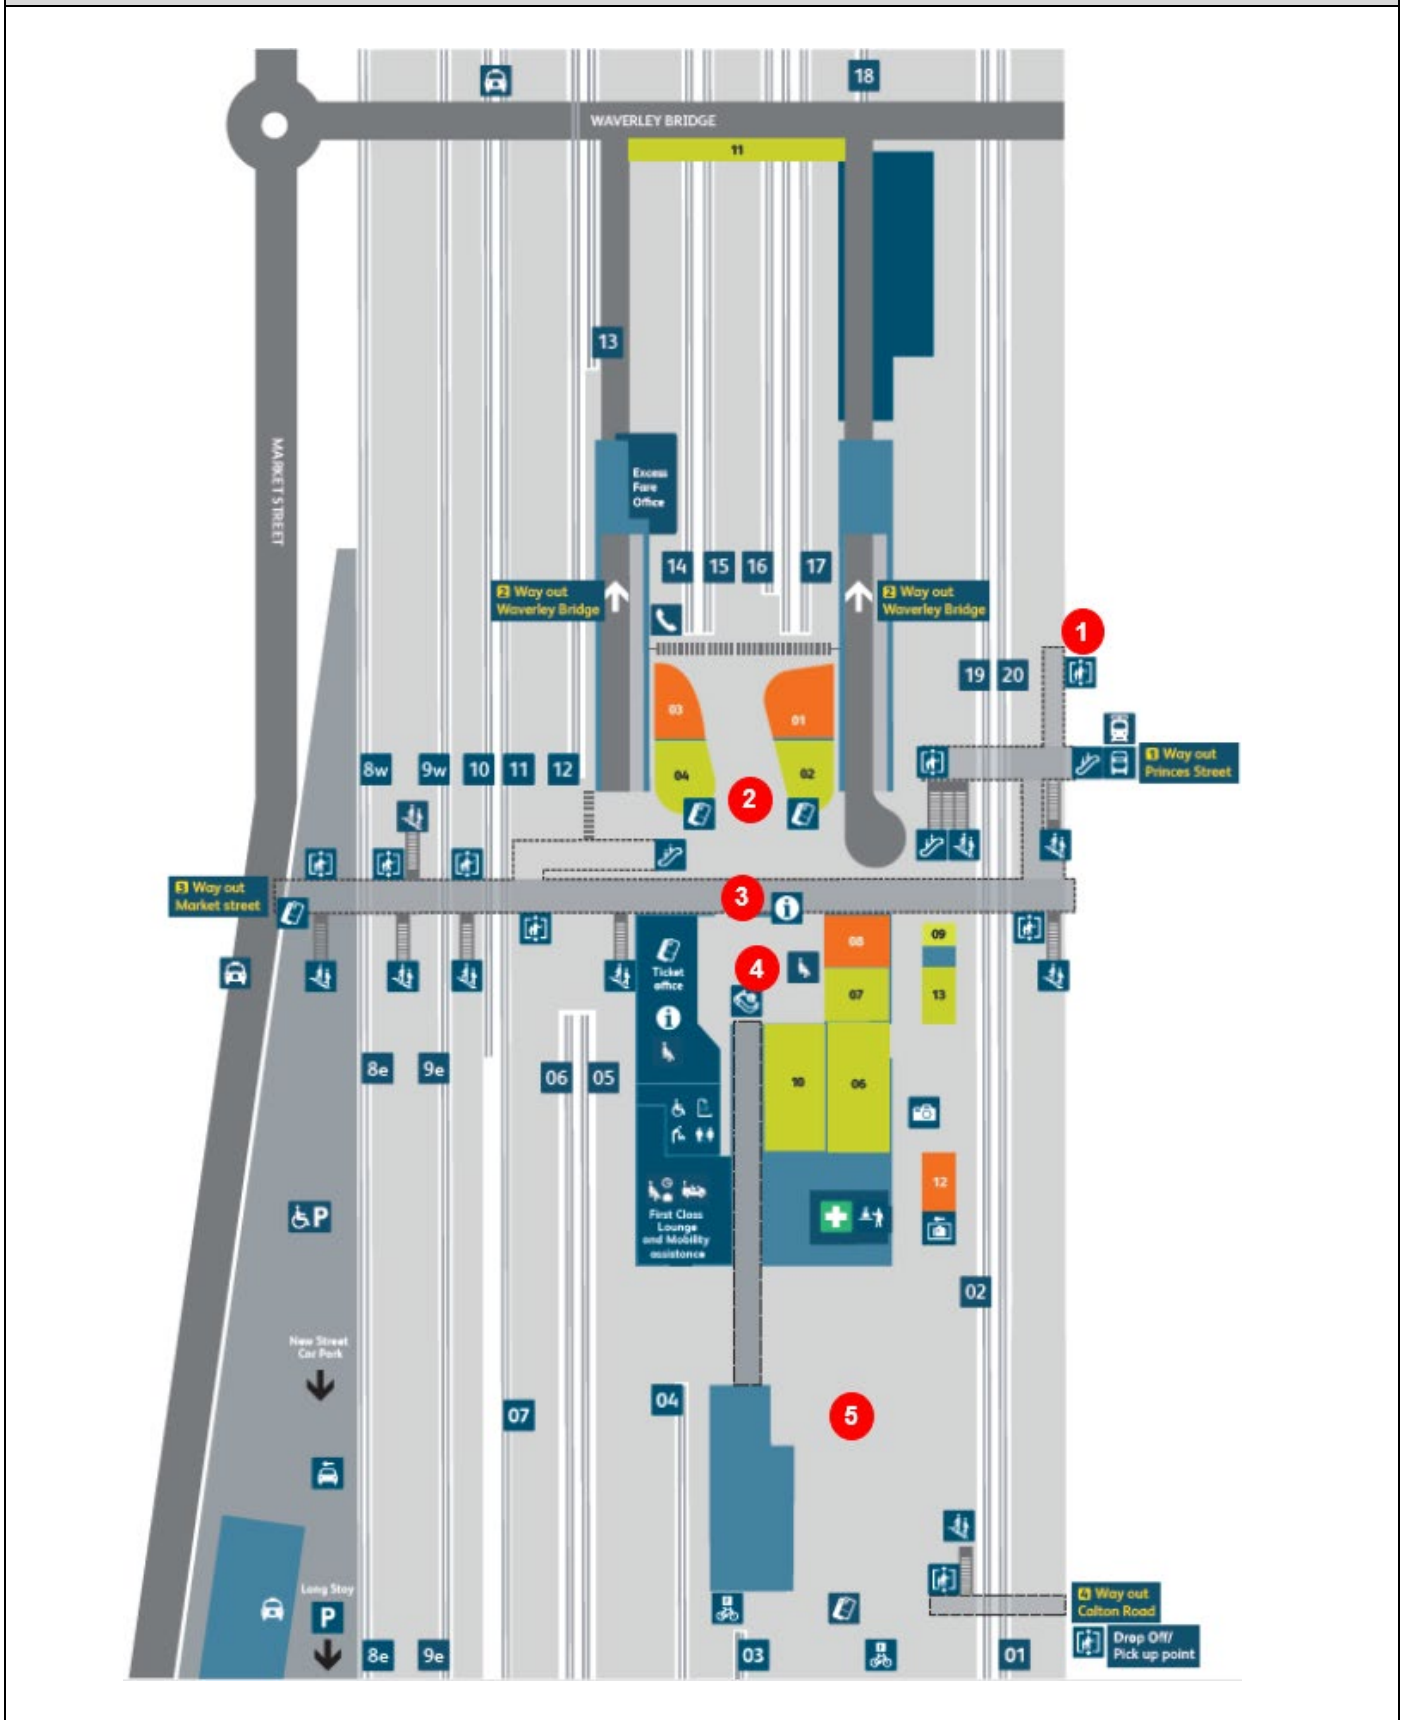 18
WAVERLEY BRIDGE
11
13
MARKET STREET
Excess
Fare
Office
14
15
16
17
2 Way out
Waverley Bridge
2 Way out
Waverley Bridge
1
19
20
03
01
1 Way out
Princes Street
8w
9w
10
11
12
04
02
2
3 Way out
Market street
3
i
08
09
4
Ticket
office
07
13
i
8e
9e
06
05
10
06
12
P
First Class
Lounge
and Mobility
assistance
02
New Street
Car Park
04
07
5
Long Stay
P
4 Way out
Calton Road
Drop Off/
Pick up point
8e
9e
03
01